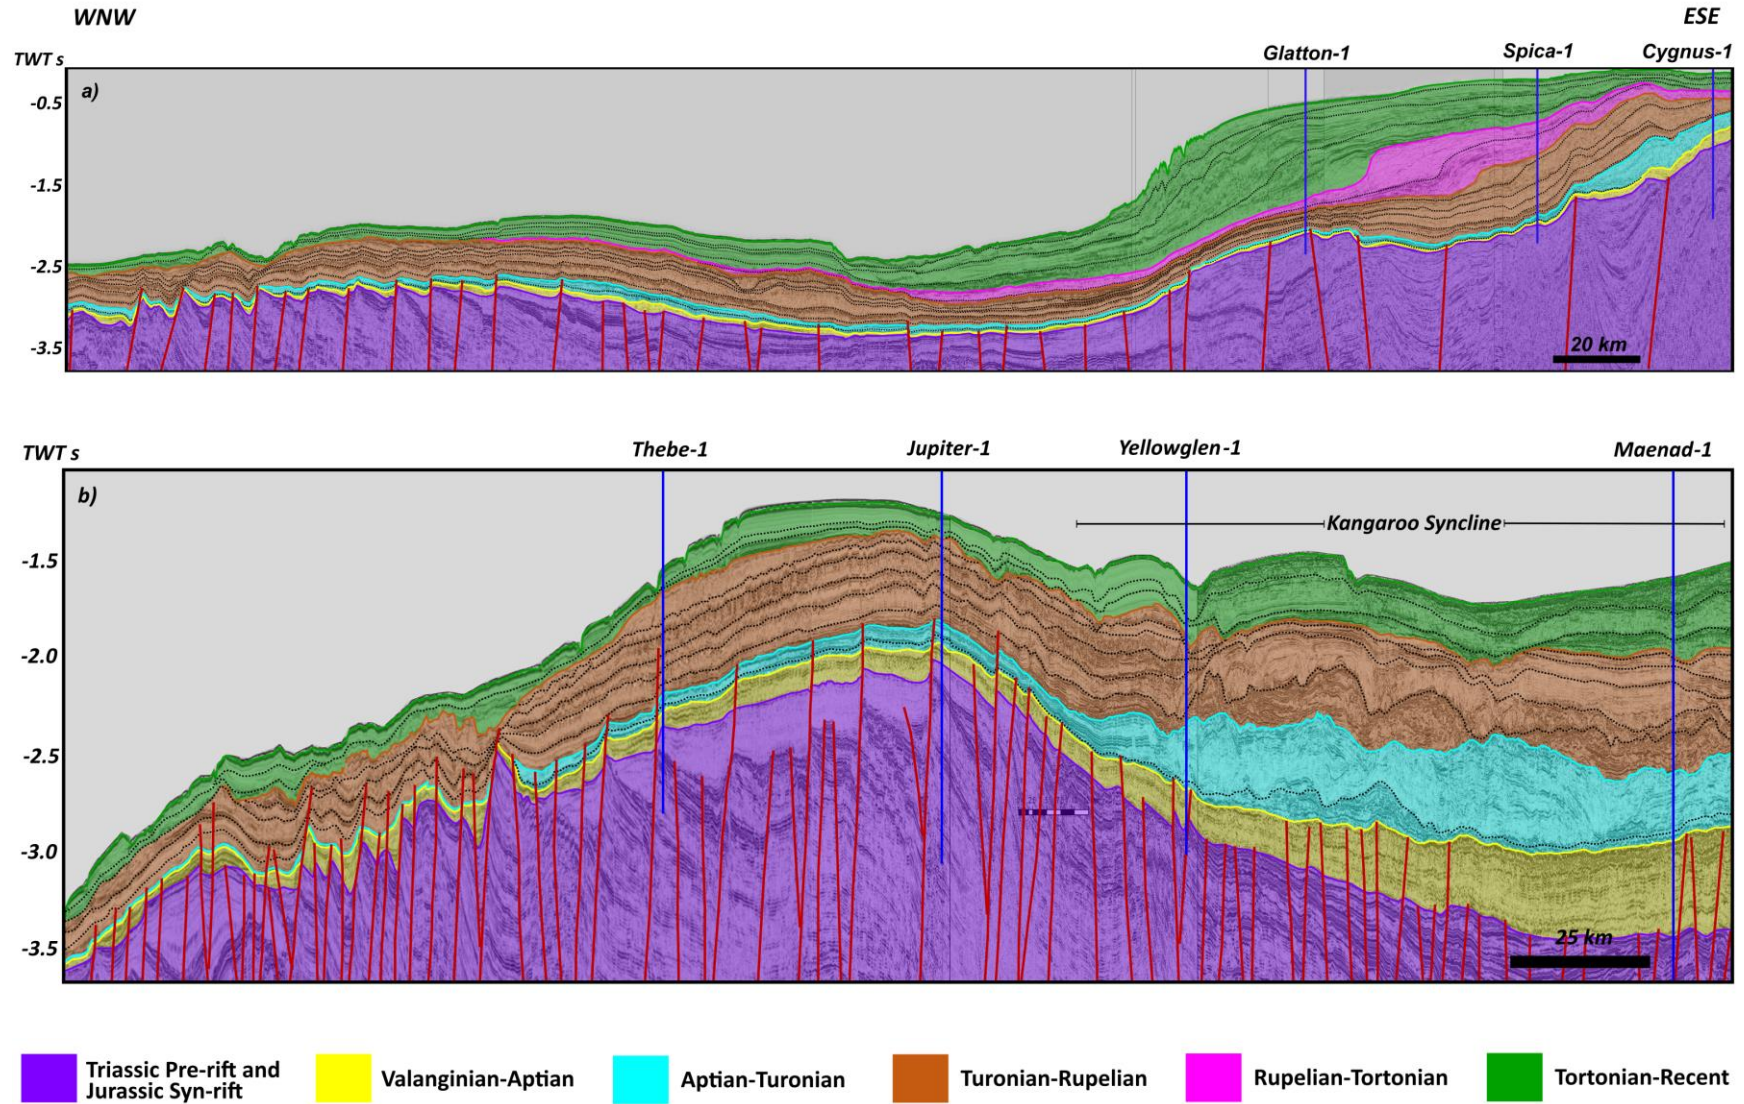 WNW
ESE
TWT s
Glatton-1
Spica-1
Cygnus-1
a)
-0.5
-1.5
-2.5
-3.5
20 km
TWT s
Thebe-1
Jupiter-1
Yellowglen-1
Maenad-1
b)
Kangaroo Syncline
-1.5
-2.0
-2.5
-3.0
-3.5
25 km
Triassic Pre-rift and
Jurassic Syn-rift
Valanginian-Aptian
Aptian-Turonian
Turonian-Rupelian
Rupelian-Tortonian
Tortonian-Recent